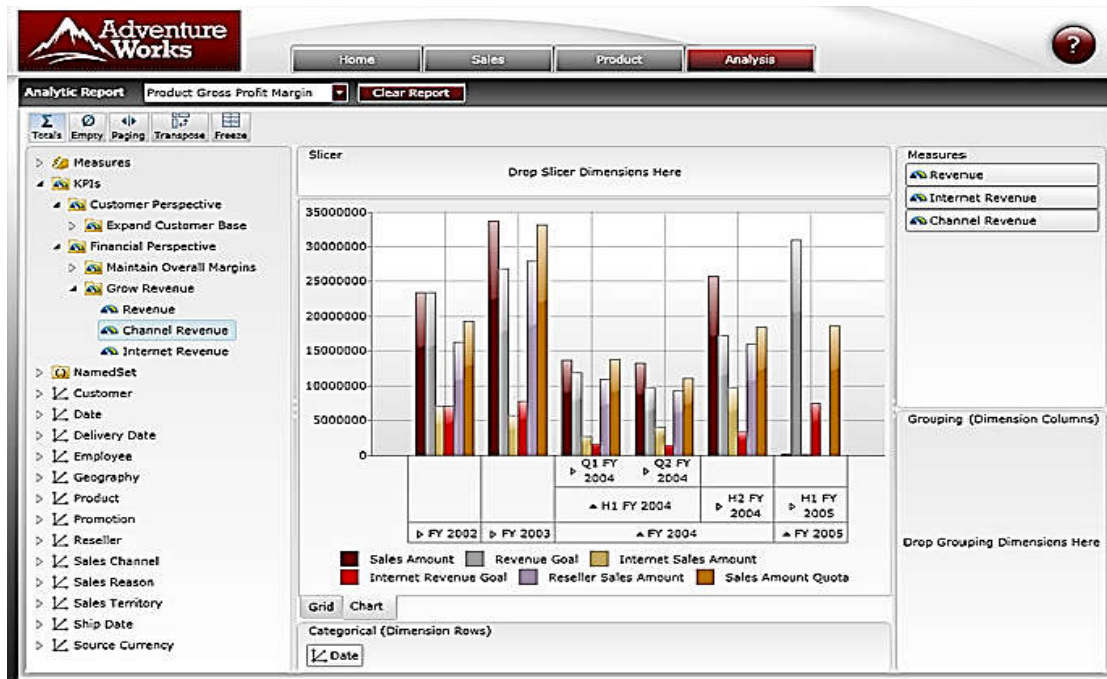 Adventure
Works
Home Sales Product Analysis ?
Analytic Report Product Gross Profit Margin Clear Report
Σ Ø
Totals Empty Paging Transpose Freeze
Measures
KPIs
Customer Perspective
Expand Customer Base
Financial Perspective
Maintain Overall Margins
Grow Revenue
Revenue
Channel Revenue
Internet Revenue
NamedSet
Customer
Date
Delivery Date
Employee
Geography
Product
Promotion
Reseller
Sales Channel
Sales Reason
Sales Territory
Ship Date
Source Currency
Slicer
Drop Slicer Dimensions Here
35000000
30000000
25000000
20000000
15000000
10000000
5000000
0
Q1 FY 2004 Q2 FY 2004
H1 FY 2004 H2 FY 2004 H1 FY 2005
FY 2002 FY 2003 FY 2004 FY 2005
Sales Amount Revenue Goal Internet Sales Amount
Internet Revenue Goal Reseller Sales Amount Sales Amount Quota
Grid Chart
Categorical (Dimension Rows)
Date
Measures
Revenue
Internet Revenue
Channel Revenue
Grouping (Dimension Columns)
Drop Grouping Dimensions Here